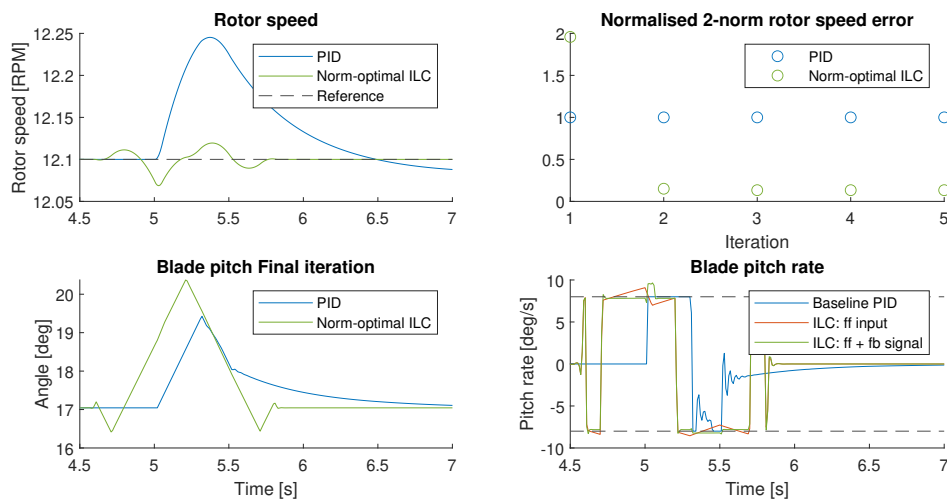 Rotor speed
Rotor speed [RPM]
12.25
12.2
12.15
12.1
12.05
4.5 5 5.5 6 6.5 7
PID
Norm-optimal ILC
Reference
Normalised 2-norm rotor speed error
2
1.5
1
0.5
0
1 2 3 4 5
Iteration
PID
Norm-optimal ILC
Blade pitch Final iteration
Angle [deg]
20
18
16
4.5 5 5.5 6 6.5 7
Time [s]
PID
Norm-optimal ILC
Blade pitch rate
Pitch rate [deg/s]
10
5
0
-5
-10
4.5 5 5.5 6 6.5 7
Time [s]
Baseline PID
ILC: ff input
ILC: ff + fb signal